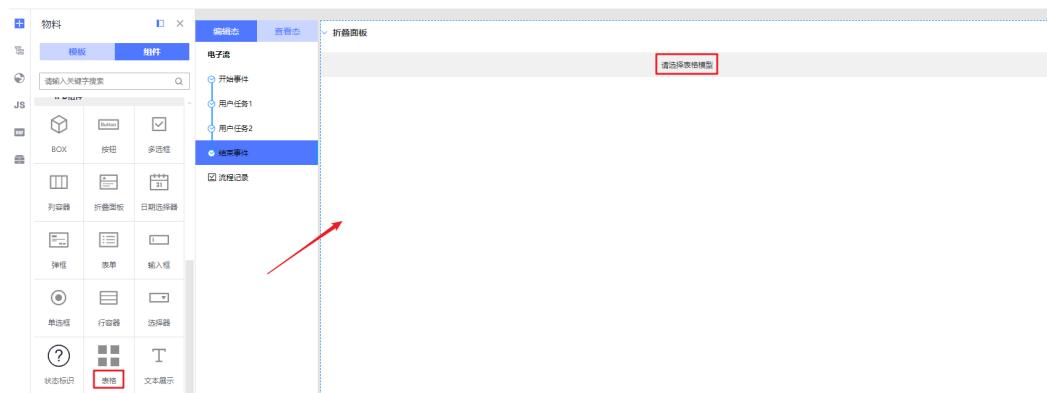 物料
模板
组件
请输入关键字搜索
JS
BOX
Button
按钮
多选框
列容器
折叠面板
31
日期选择器
弹框
表单
输入框
单选框
行容器
选择器
?
状态标识
表格
T
文本展示
编辑态
查看态
电子流
开始事件
用户任务1
用户任务2
结束事件
流程记录
折叠面板
请选择表格模型